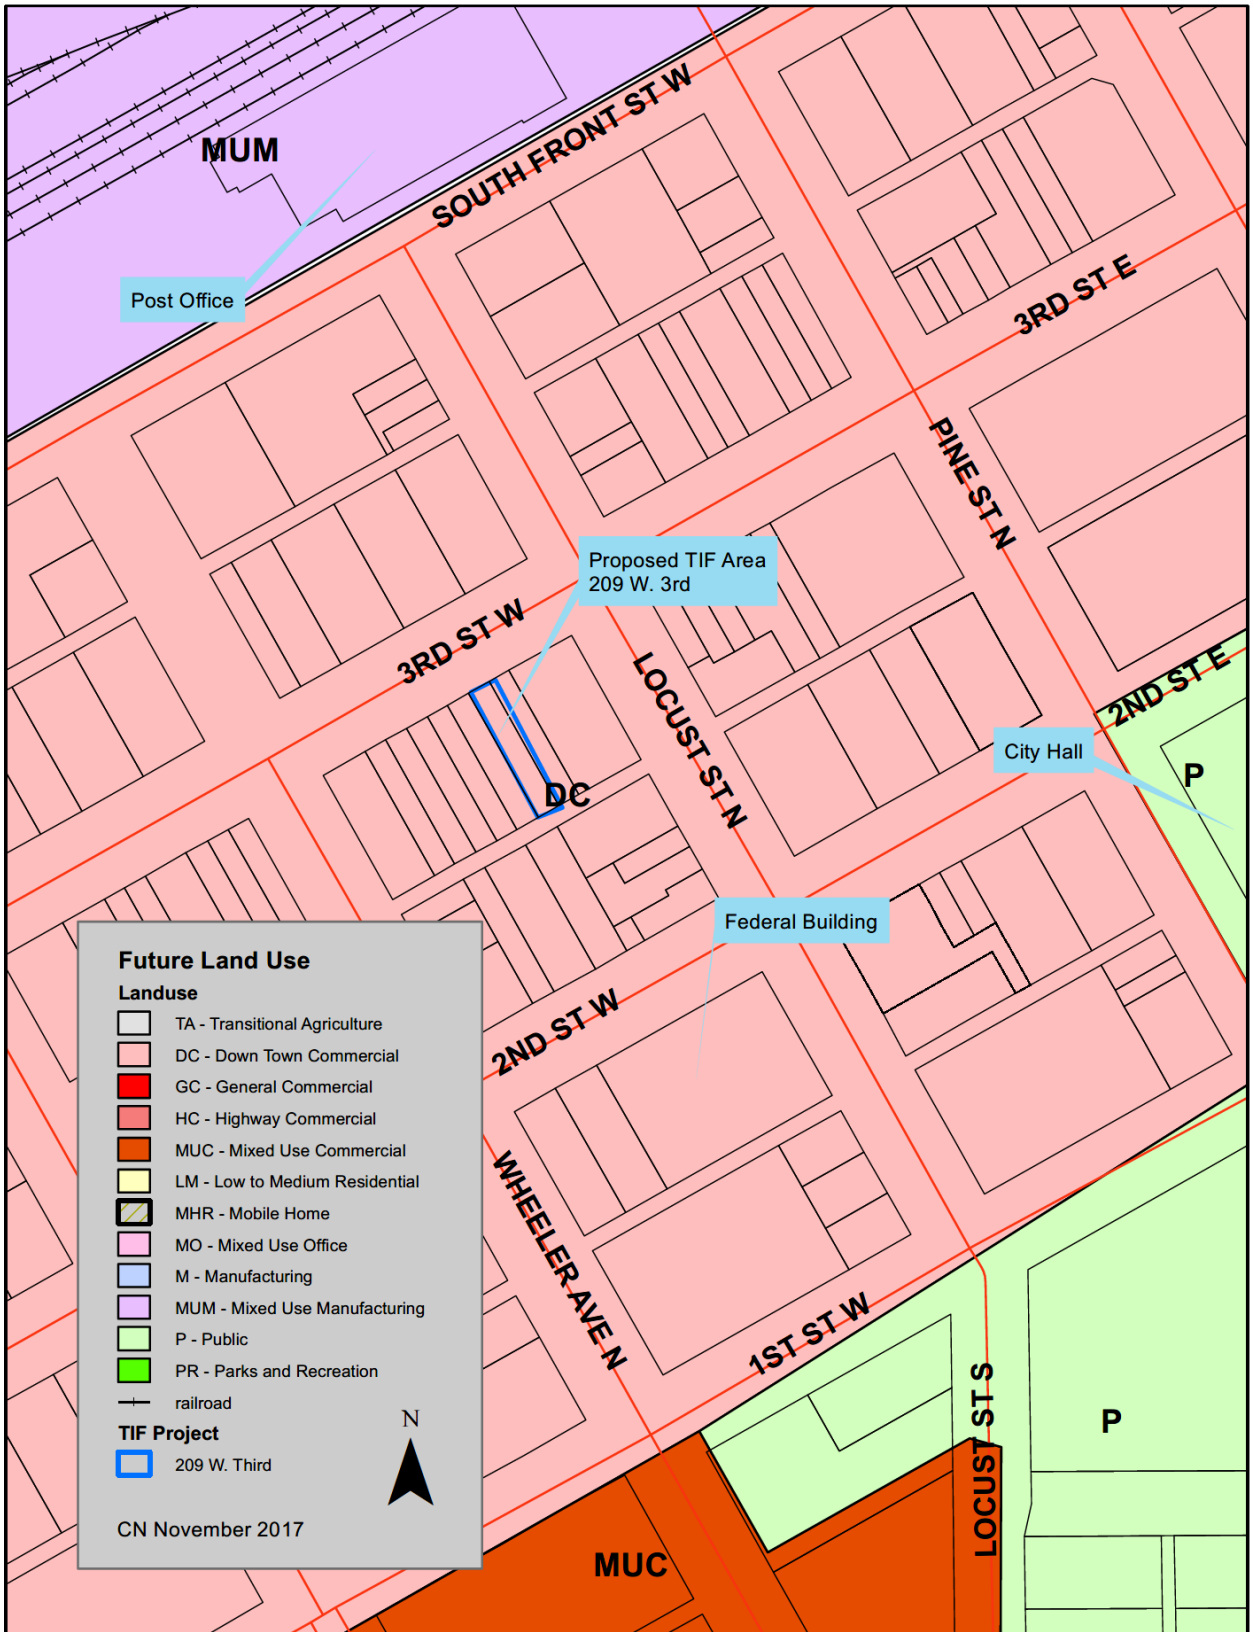 MUM
SOUTH FRONT ST W
Post Office
3RD ST E
PINE ST N
Proposed TIF Area
209 W. 3rd
3RD ST W
LOCUST ST N
2ND ST E
City Hall
P
DC
Federal Building
2ND ST W
WHEELER AVE N
1ST ST W
LOCUST ST S
P
MUC
Future Land Use
Landuse
TA - Transitional Agriculture
DC - Down Town Commercial
GC - General Commercial
HC - Highway Commercial
MUC - Mixed Use Commercial
LM - Low to Medium Residential
MHR - Mobile Home
MO - Mixed Use Office
M - Manufacturing
MUM - Mixed Use Manufacturing
P - Public
PR - Parks and Recreation
railroad
TIF Project
209 W. Third
N
CN November 2017